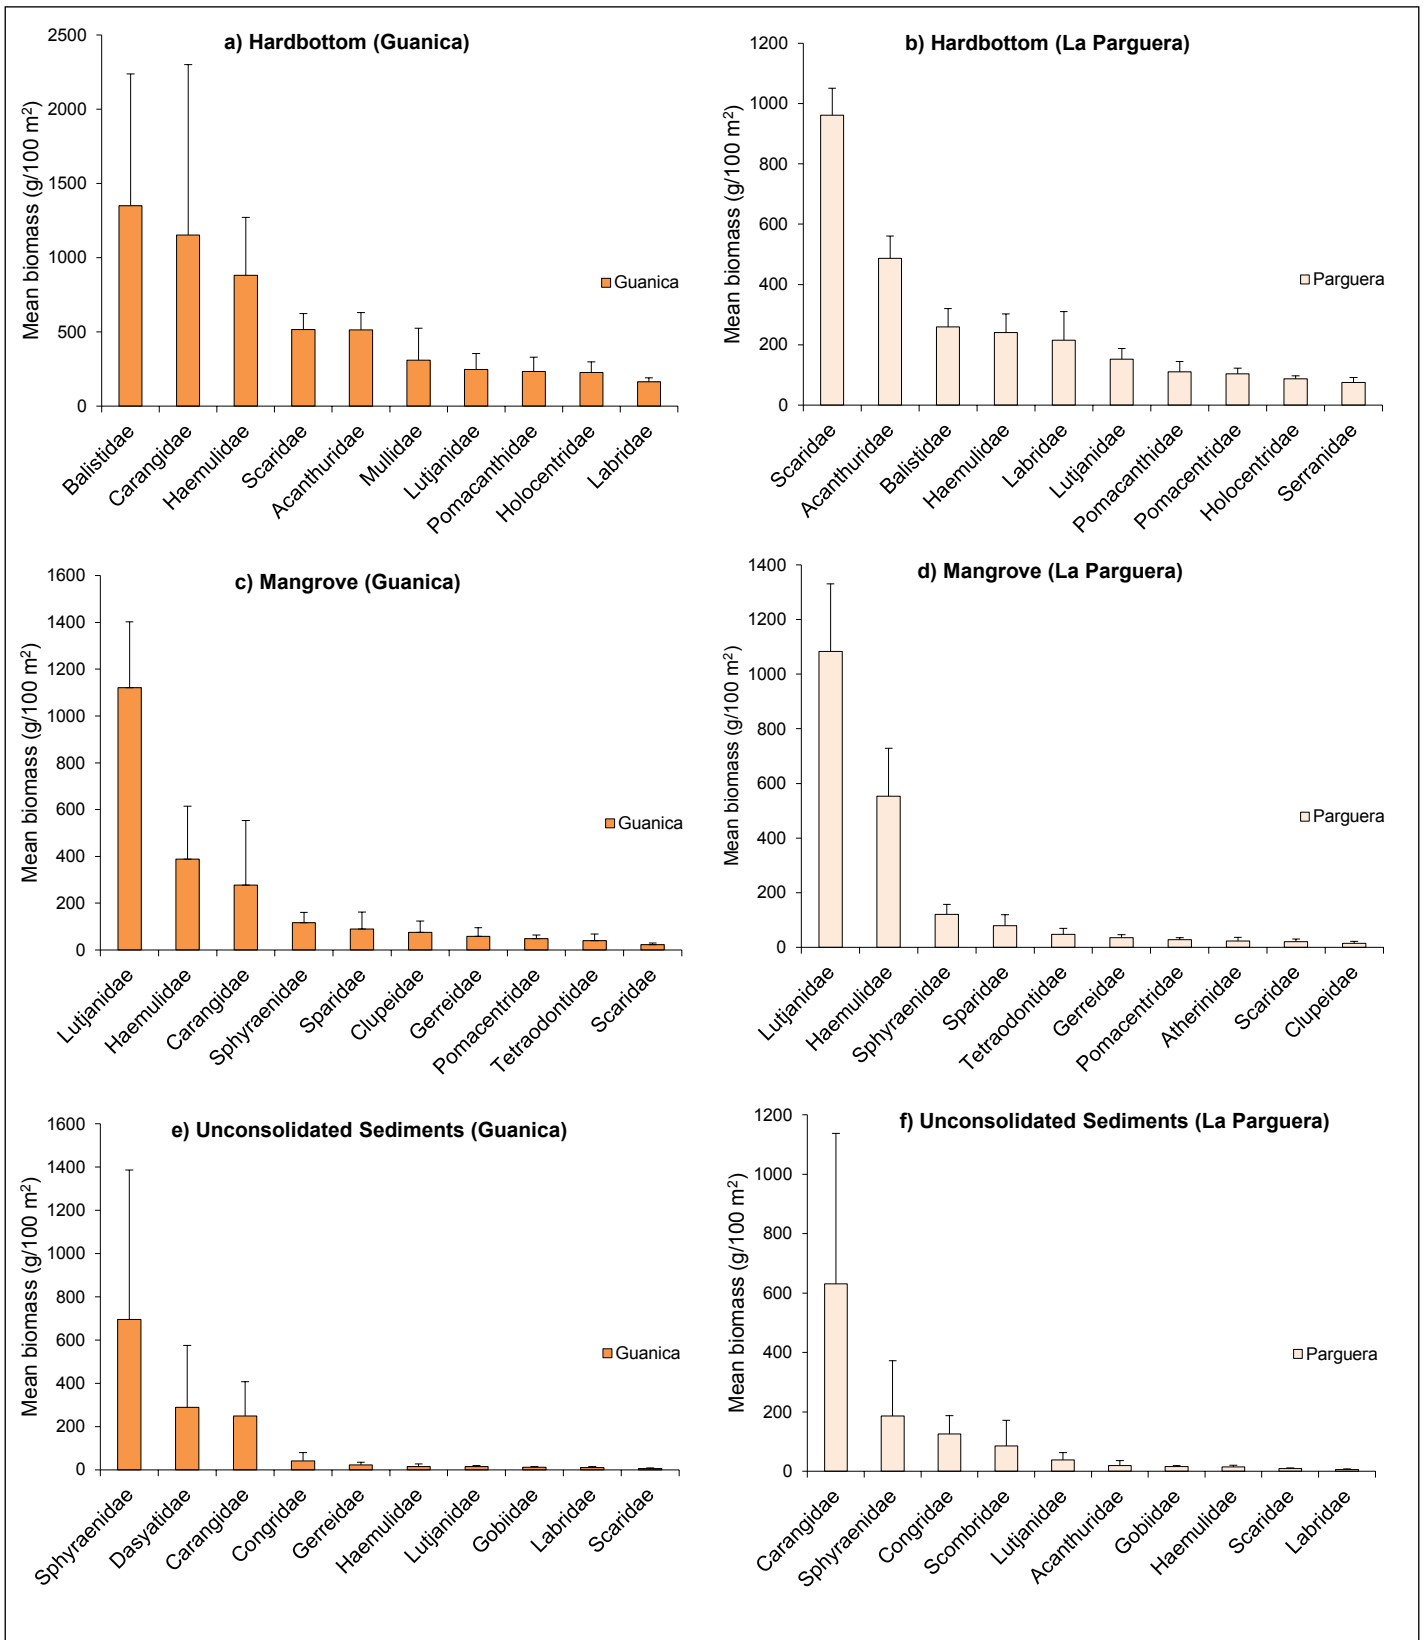 a) Hardbottom (Guanica)
Mean biomass (g/100 m²)
2500
2000
1500
1000
500
0
Guanica
Balistidae
Carangidae
Haemulidae
Scaridae
Acanthuridae
Mullidae
Lutjanidae
Pomacanthidae
Holocentridae
Labridae
b) Hardbottom (La Parguera)
Mean biomass (g/100 m²)
1200
1000
800
600
400
200
0
Parguera
Scaridae
Acanthuridae
Balistidae
Haemulidae
Labridae
Lutjanidae
Pomacanthidae
Pomacentridae
Holocentridae
Serranidae
c) Mangrove (Guanica)
Mean biomass (g/100 m²)
1600
1400
1200
1000
800
600
400
200
0
Guanica
Lutjanidae
Haemulidae
Carangidae
Sphyraenidae
Sparidae
Clupeidae
Gerreidae
Pomacentridae
Tetraodontidae
Scaridae
d) Mangrove (La Parguera)
Mean biomass (g/100 m²)
1400
1200
1000
800
600
400
200
0
Parguera
Lutjanidae
Haemulidae
Sphyraenidae
Sparidae
Tetraodontidae
Gerreidae
Pomacentridae
Atherinidae
Scaridae
Clupeidae
e) Unconsolidated Sediments (Guanica)
Mean biomass (g/100 m²)
1600
1400
1200
1000
800
600
400
200
0
Guanica
Sphyraenidae
Dasyatidae
Carangidae
Congridae
Gerreidae
Haemulidae
Lutjanidae
Gobiidae
Labridae
Scaridae
f) Unconsolidated Sediments (La Parguera)
Mean biomass (g/100 m²)
1200
1000
800
600
400
200
0
Parguera
Carangidae
Sphyraenidae
Congridae
Scombridae
Lutjanidae
Acanthuridae
Gobiidae
Haemulidae
Scaridae
Labridae